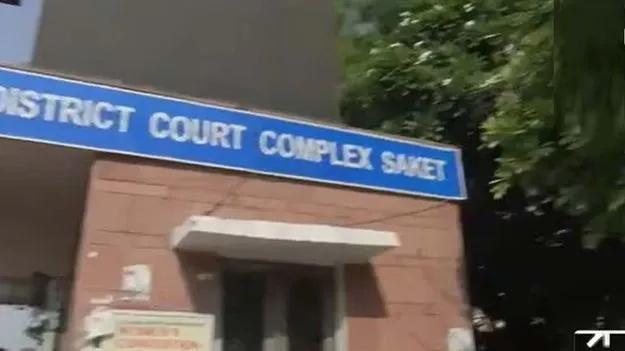 DISTRICT COURT COMPLEX SAKET